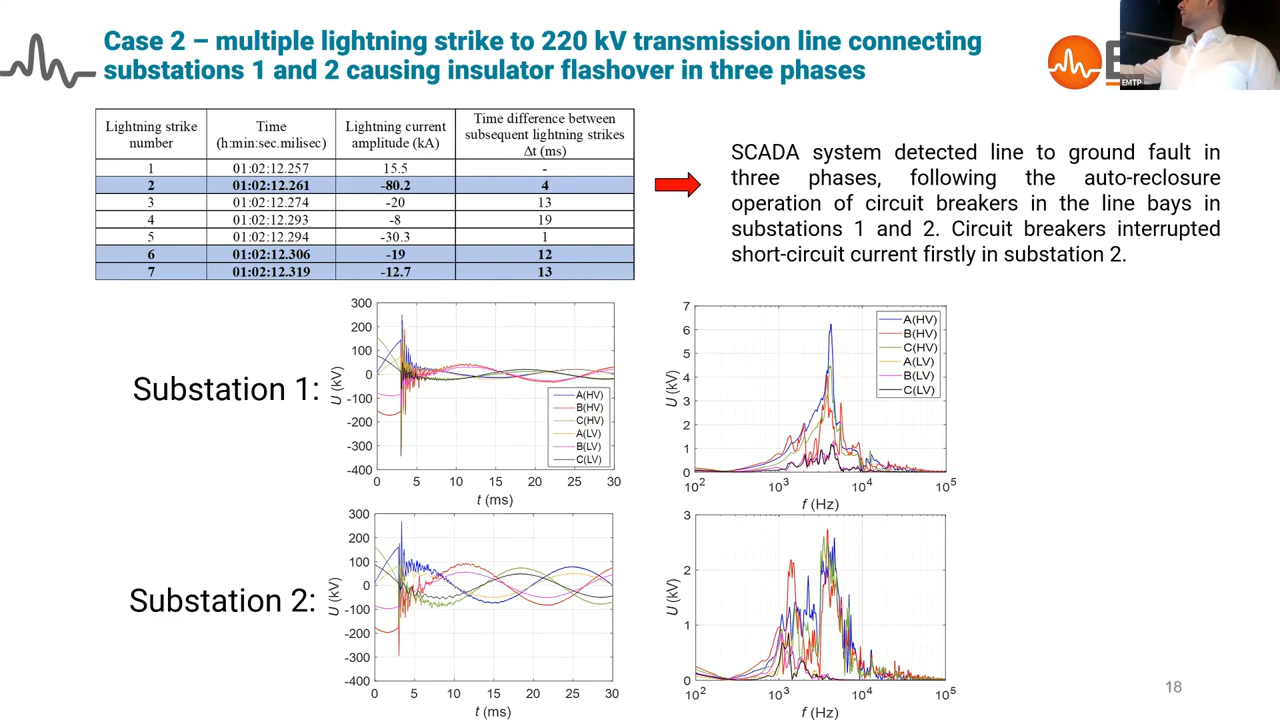 Case 2 – multiple lightning strike to 220 kV transmission line connecting
substations 1 and 2 causing insulator flashover in three phases
EMTP
Lightning strike number
Time (h:min:sec.milisec)
Lightning current amplitude (kA)
Time difference between subsequent lightning strikes Δt (ms)
1 01:02:12.257 15.5 -
2 01:02:12.261 -80.2 4
3 01:02:12.274 -20 13
4 01:02:12.293 -8 19
5 01:02:12.294 -30.3 1
6 01:02:12.306 -19 12
7 01:02:12.319 -12.7 13
SCADA system detected line to ground fault in
three phases, following the auto-reclosure
operation of circuit breakers in the line bays in
substations 1 and 2. Circuit breakers interrupted
short-circuit current firstly in substation 2.
Substation 1:
U (kV)
300
200
100
0
-100
-200
-300
-400
A(HV)
B(HV)
C(HV)
A(LV)
B(LV)
C(LV)
0 5 10 15 20 25 30
t (ms)
U (kV)
7
6
5
4
3
2
1
0
A(HV)
B(HV)
C(HV)
A(LV)
B(LV)
C(LV)
10² 10³ 10⁴ 10⁵
f (Hz)
Substation 2:
U (kV)
300
200
100
0
-100
-200
-300
-400
0 5 10 15 20 25 30
t (ms)
U (kV)
3
2
1
0
10² 10³ 10⁴ 10⁵
f (Hz)
18